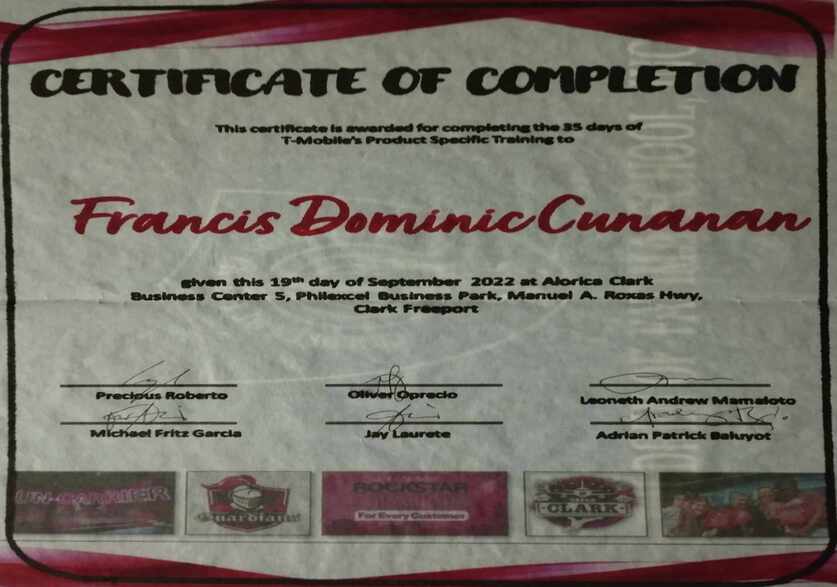 CERTIFICATE OF COMPLETION
This certificate is awarded for completing the 35 days of
T-Mobile's Product Specific Training to
Francis Dominic Cunanan
given this 19th day of September 2022 at Alorica Clark
Business Center 5, Philexcel Business Park, Manuel A. Roxas Hwy,
Clark Freeport
Precious Roberto
Oliver Oprecio
Leoneth Andrew Mamaloto
Michael Fritz Garcia
Jay Laurete
Adrian Patrick Baluyot
UN-CARRIER
Guardians
ROCKSTAR
For Every Customer
CLARK